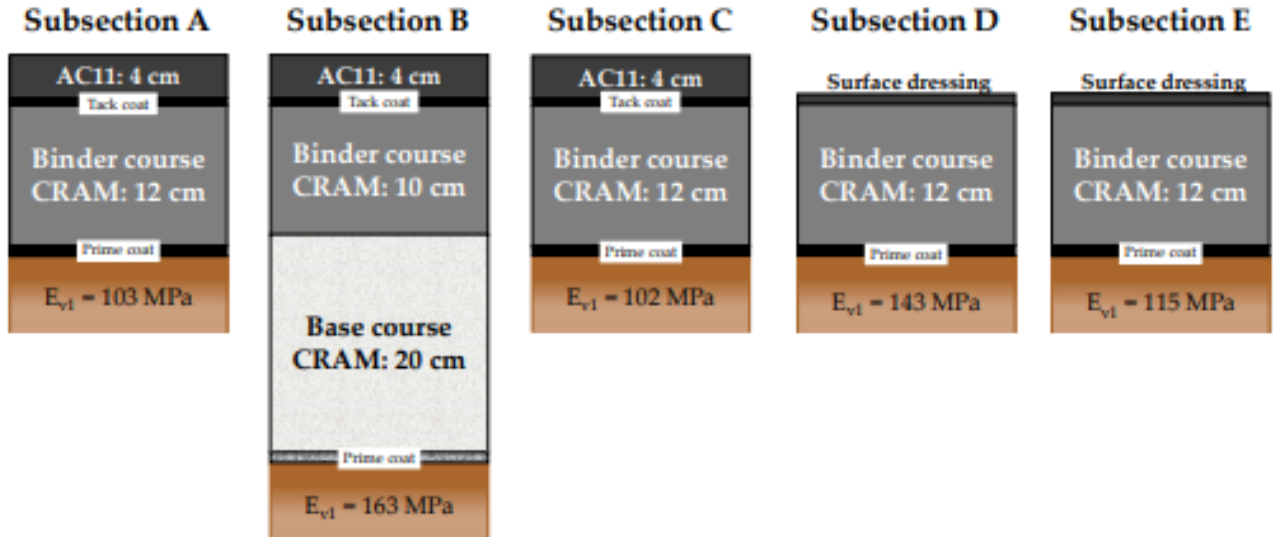 Subsection A
AC11: 4 cm
Tack coat
Binder course
CRAM: 12 cm
Prime coat
Ev1 = 103 MPa
Subsection B
AC11: 4 cm
Tack coat
Binder course
CRAM: 10 cm
Base course
CRAM: 20 cm
Prime coat
Ev1 = 163 MPa
Subsection C
AC11: 4 cm
Tack coat
Binder course
CRAM: 12 cm
Prime coat
Ev1 = 102 MPa
Subsection D
Surface dressing
Binder course
CRAM: 12 cm
Prime coat
Ev1 = 143 MPa
Subsection E
Surface dressing
Binder course
CRAM: 12 cm
Prime coat
Ev1 = 115 MPa